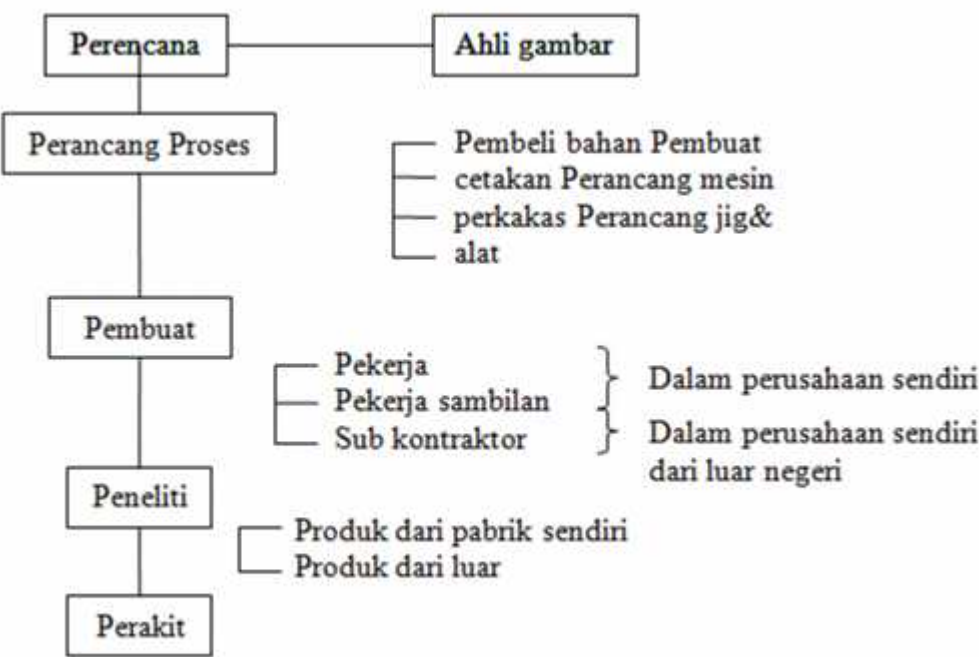 Perencana
Ahli gambar
Perancang Proses
Pembeli bahan Pembuat
cetakan Perancang mesin
perkakas Perancang jig&
alat
Pembuat
Pekerja
Pekerja sambilan
Sub kontraktor
Dalam perusahaan sendiri
Dalam perusahaan sendiri
dari luar negeri
Peneliti
Produk dari pabrik sendiri
Produk dari luar
Perakit